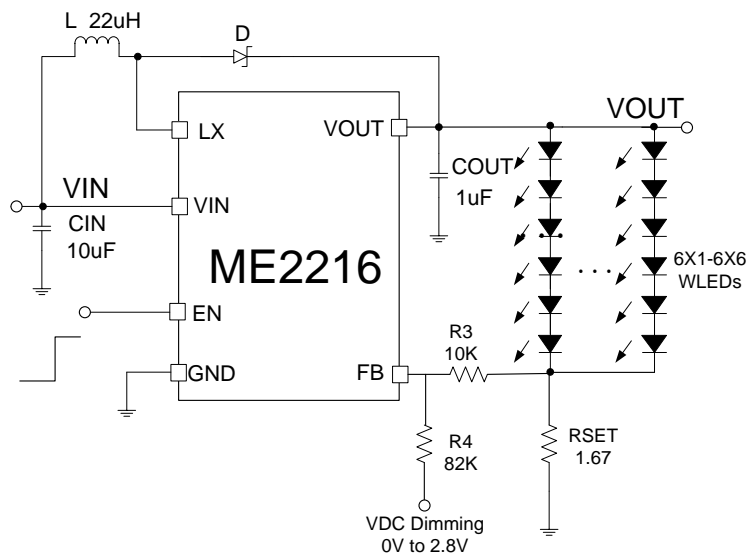 L 22uH
D
LX
VOUT
VOUT
COUT
1uF
VIN
VIN
CIN
10uF
ME2216
6X1-6X6
WLEDs
EN
R3
10K
GND
FB
R4
82K
RSET
1.67
VDC Dimming
0V to 2.8V